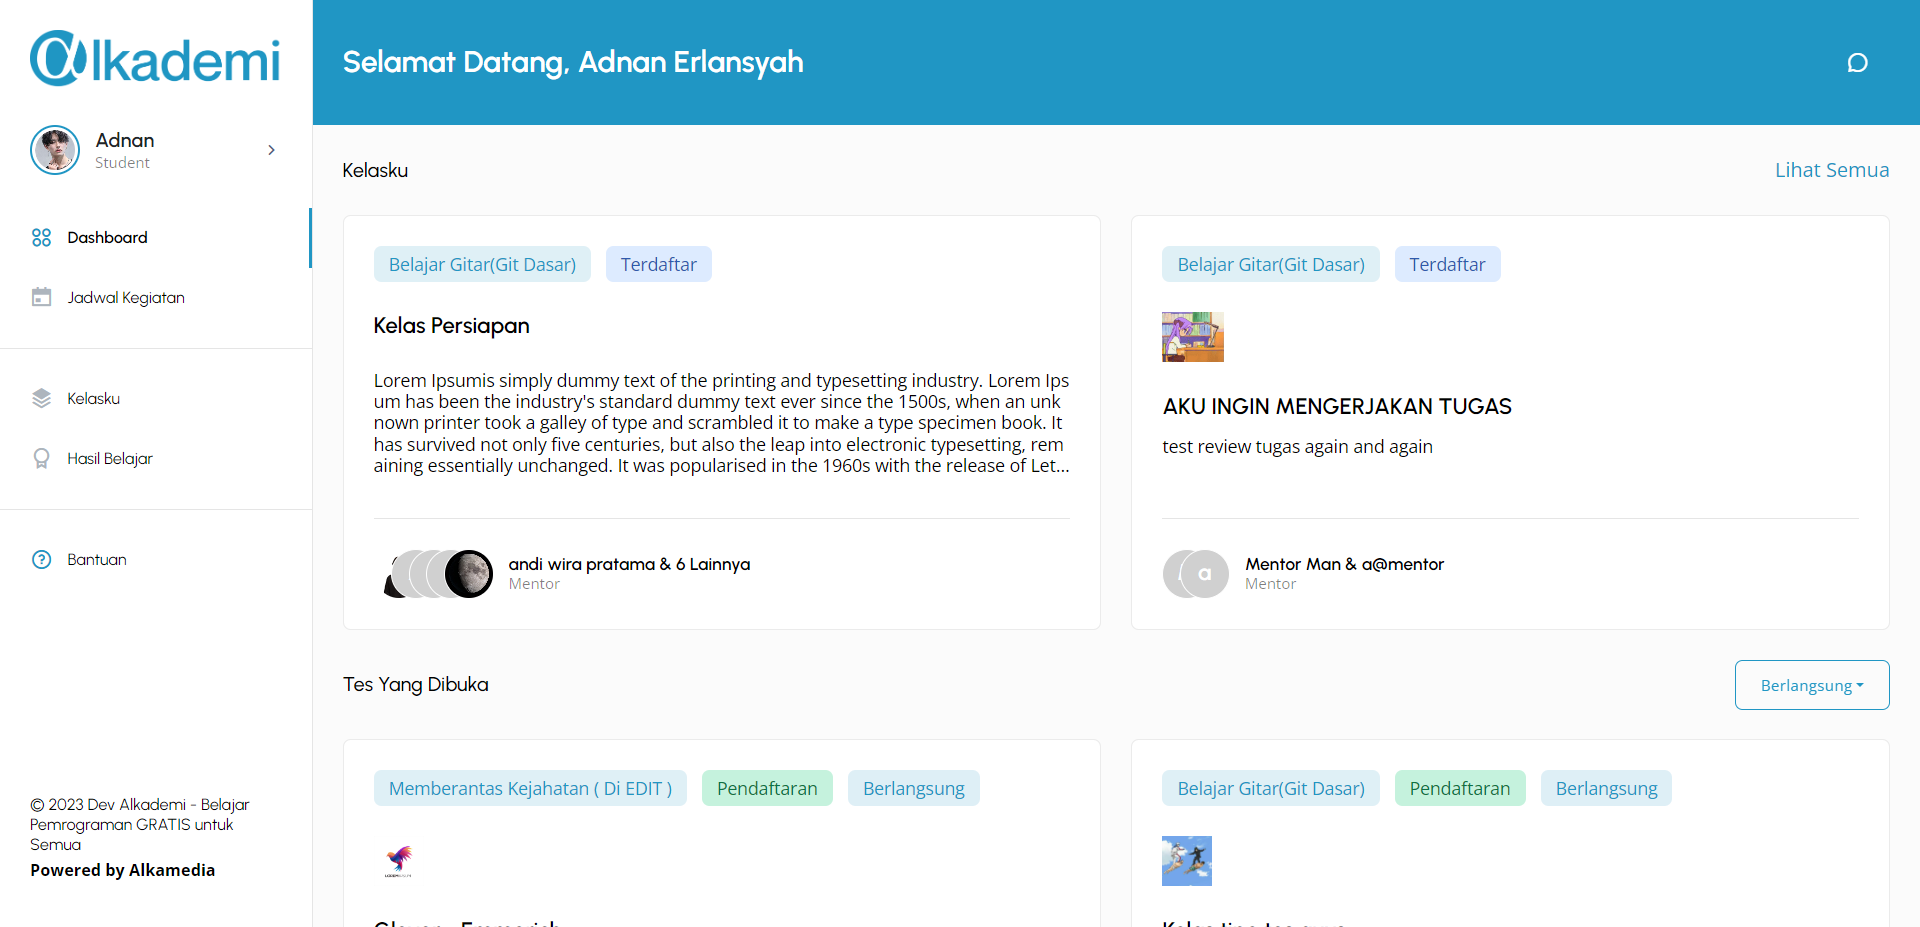 alkademi
Selamat Datang, Adnan Erlansyah
Adnan
Student
Dashboard
Jadwal Kegiatan
Kelasku
Hasil Belajar
Bantuan
© 2023 Dev Alkademi - Belajar
Pemrograman GRATIS untuk
Semua
Powered by Alkamedia
Kelasku
Lihat Semua
Belajar Gitar(Git Dasar)
Terdaftar
Kelas Persiapan
Lorem Ipsumis simply dummy text of the printing and typesetting industry. Lorem Ips
um has been the industry's standard dummy text ever since the 1500s, when an unk
nown printer took a galley of type and scrambled it to make a type specimen book. It
has survived not only five centuries, but also the leap into electronic typesetting, rem
aining essentially unchanged. It was popularised in the 1960s with the release of Let...
andi wira pratama & 6 Lainnya
Mentor
Belajar Gitar(Git Dasar)
Terdaftar
AKU INGIN MENGERJAKAN TUGAS
test review tugas again and again
a
Mentor Man & a@mentor
Mentor
Tes Yang Dibuka
Berlangsung
Memberantas Kejahatan ( Di EDIT )
Pendaftaran
Berlangsung
Belajar Gitar(Git Dasar)
Pendaftaran
Berlangsung